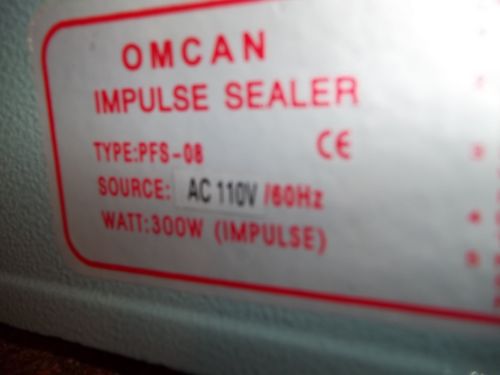 OMCAN
IMPULSE SEALER
TYPE:PFS-08
CE
SOURCE: AC 110V /60Hz
WATT:300W (IMPULSE)